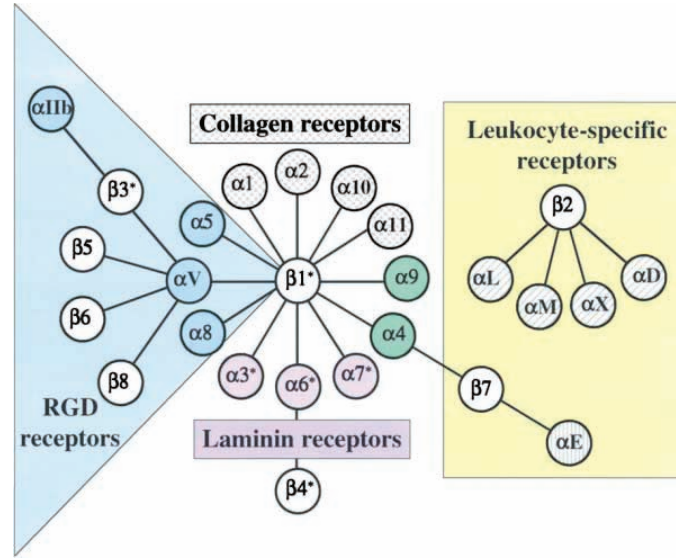 αIIb
Collagen receptors
Leukocyte-specific
receptors
β3*
α1
α2
α10
α11
α5
β2
β5
αV
β1*
α9
αL
αM
αX
αD
β6
α8
α4
β8
α3*
α6*
α7*
β7
RGD
receptors
Laminin receptors
αE
β4*